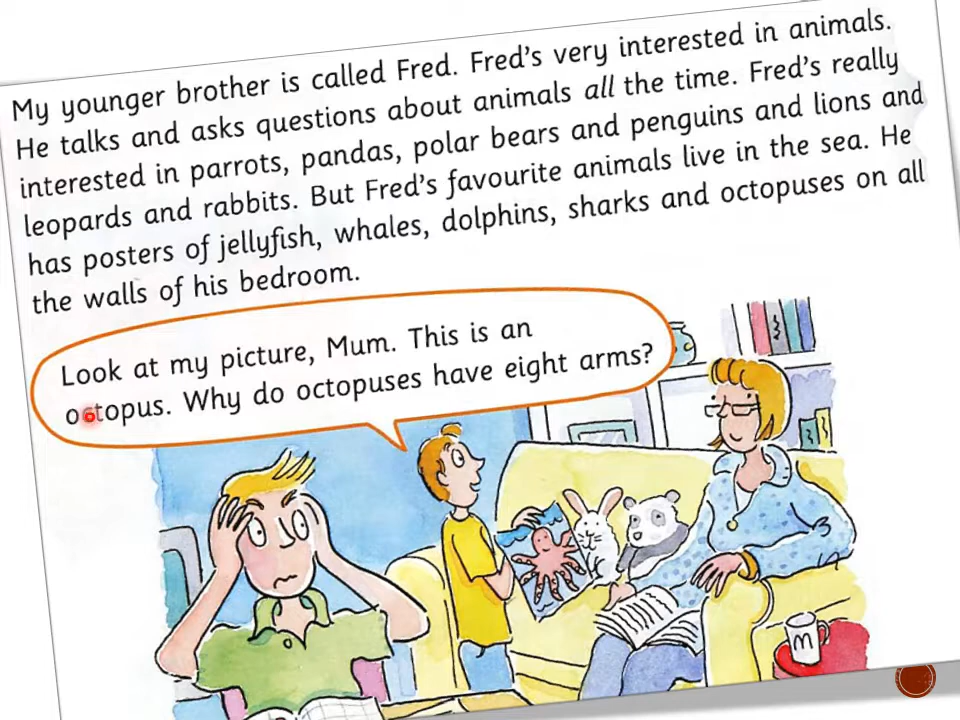 My younger brother is called Fred. Fred's very interested in animals.
He talks and asks questions about animals all the time. Fred's really
interested in parrots, pandas, polar bears and penguins and lions and
leopards and rabbits. But Fred's favourite animals live in the sea. He
has posters of jellyfish, whales, dolphins, sharks and octopuses on all
the walls of his bedroom.
Look at my picture, Mum. This is an
octopus. Why do octopuses have eight arms?
m